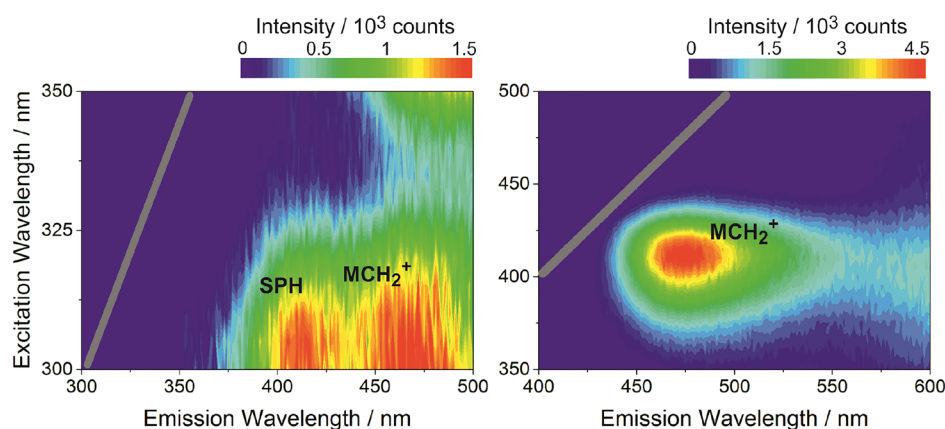 Intensity / 10³ counts
0 0.5 1 1.5
350
325
300
300 350 400 450 500
Excitation Wavelength / nm
Emission Wavelength / nm
SPH
MCH₂⁺
Intensity / 10³ counts
0 1.5 3 4.5
500
450
400
350
400 450 500 550 600
Emission Wavelength / nm
MCH₂⁺